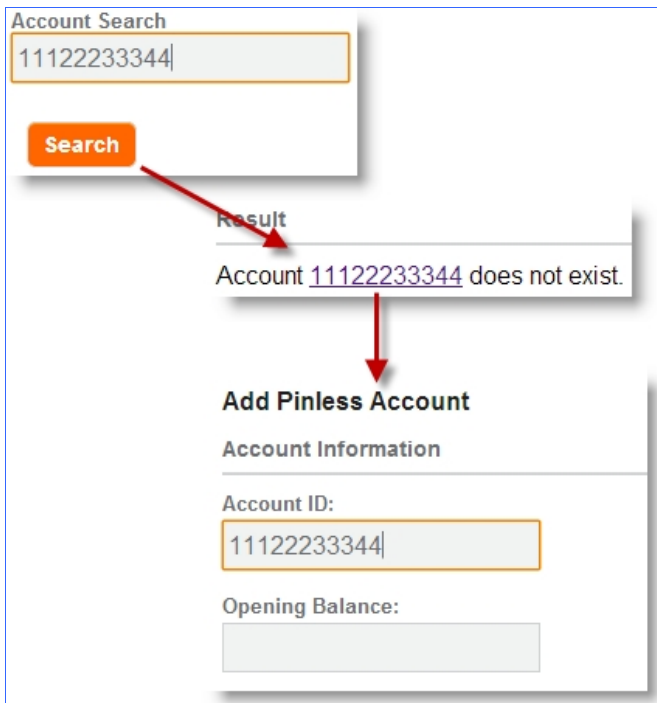 Account Search
11122233344
Search
Result
Account 11122233344 does not exist.
Add Pinless Account
Account Information
Account ID:
11122233344
Opening Balance: